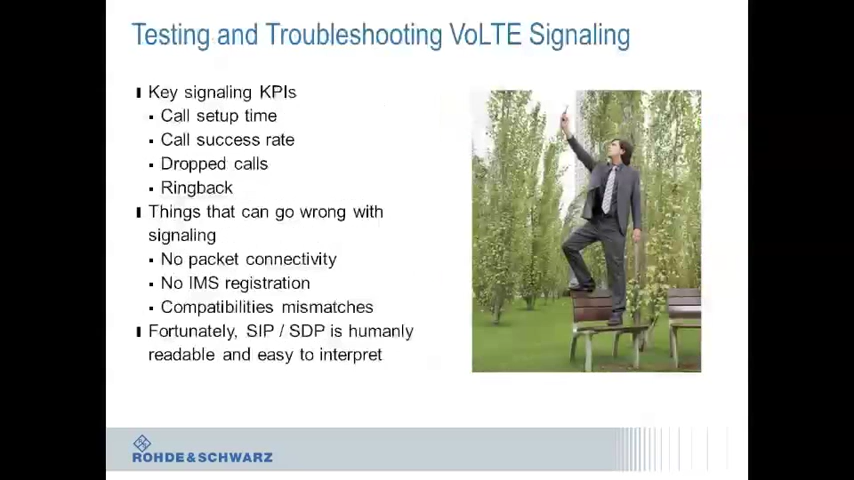 Testing and Troubleshooting VoLTE Signaling
Key signaling KPIs
Call setup time
Call success rate
Dropped calls
Ringback
Things that can go wrong with
signaling
No packet connectivity
No IMS registration
Compatibilities mismatches
Fortunately, SIP / SDP is humanly
readable and easy to interpret
ROHDE & SCHWARZ